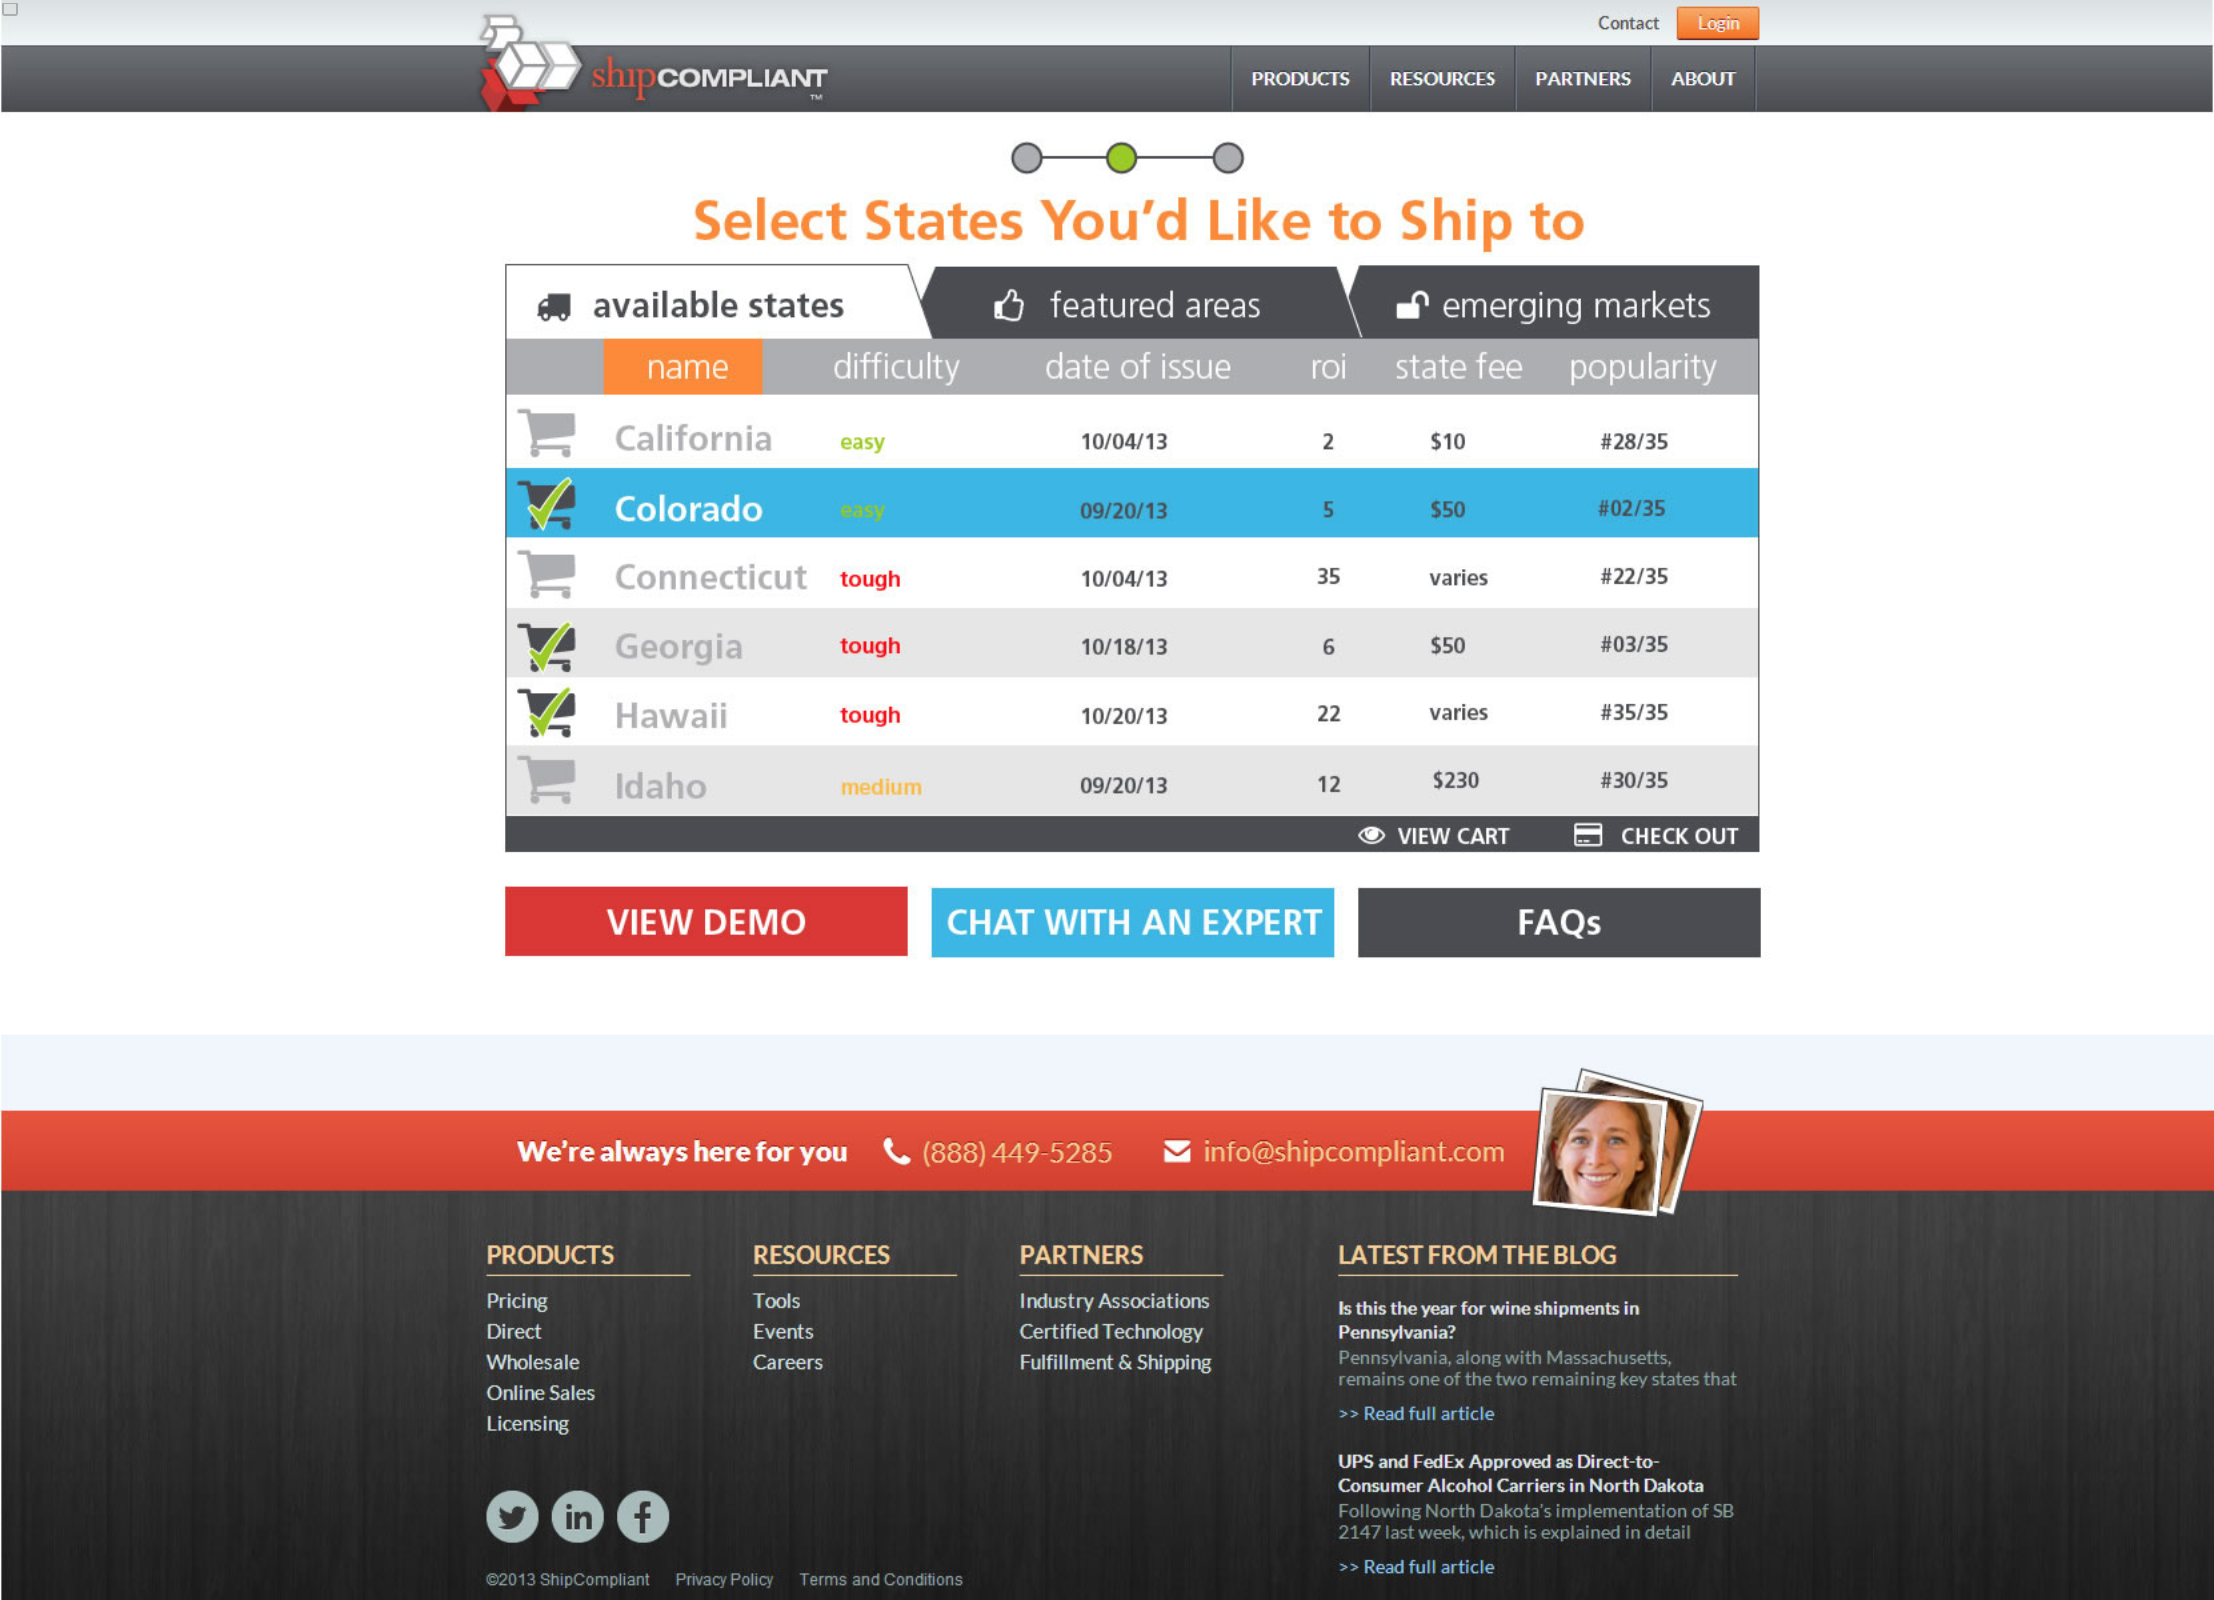 Contact Login
shipCOMPLIANT™
PRODUCTS RESOURCES PARTNERS ABOUT
Select States You'd Like to Ship to
available states featured areas emerging markets
name difficulty date of issue roi state fee popularity
California easy 10/04/13 2 $10 #28/35
Colorado easy 09/20/13 5 $50 #02/35
Connecticut tough 10/04/13 35 varies #22/35
Georgia tough 10/18/13 6 $50 #03/35
Hawaii tough 10/20/13 22 varies #35/35
Idaho medium 09/20/13 12 $230 #30/35
VIEW CART CHECK OUT
VIEW DEMO CHAT WITH AN EXPERT FAQs
We're always here for you (888) 449-5285 info@shipcompliant.com
PRODUCTS
Pricing
Direct
Wholesale
Online Sales
Licensing
RESOURCES
Tools
Events
Careers
PARTNERS
Industry Associations
Certified Technology
Fulfillment & Shipping
LATEST FROM THE BLOG
Is this the year for wine shipments in
Pennsylvania?
Pennsylvania, along with Massachusetts,
remains one of the two remaining key states that
>> Read full article
UPS and FedEx Approved as Direct-to-
Consumer Alcohol Carriers in North Dakota
Following North Dakota's implementation of SB
2147 last week, which is explained in detail
>> Read full article
©2013 ShipCompliant Privacy Policy Terms and Conditions